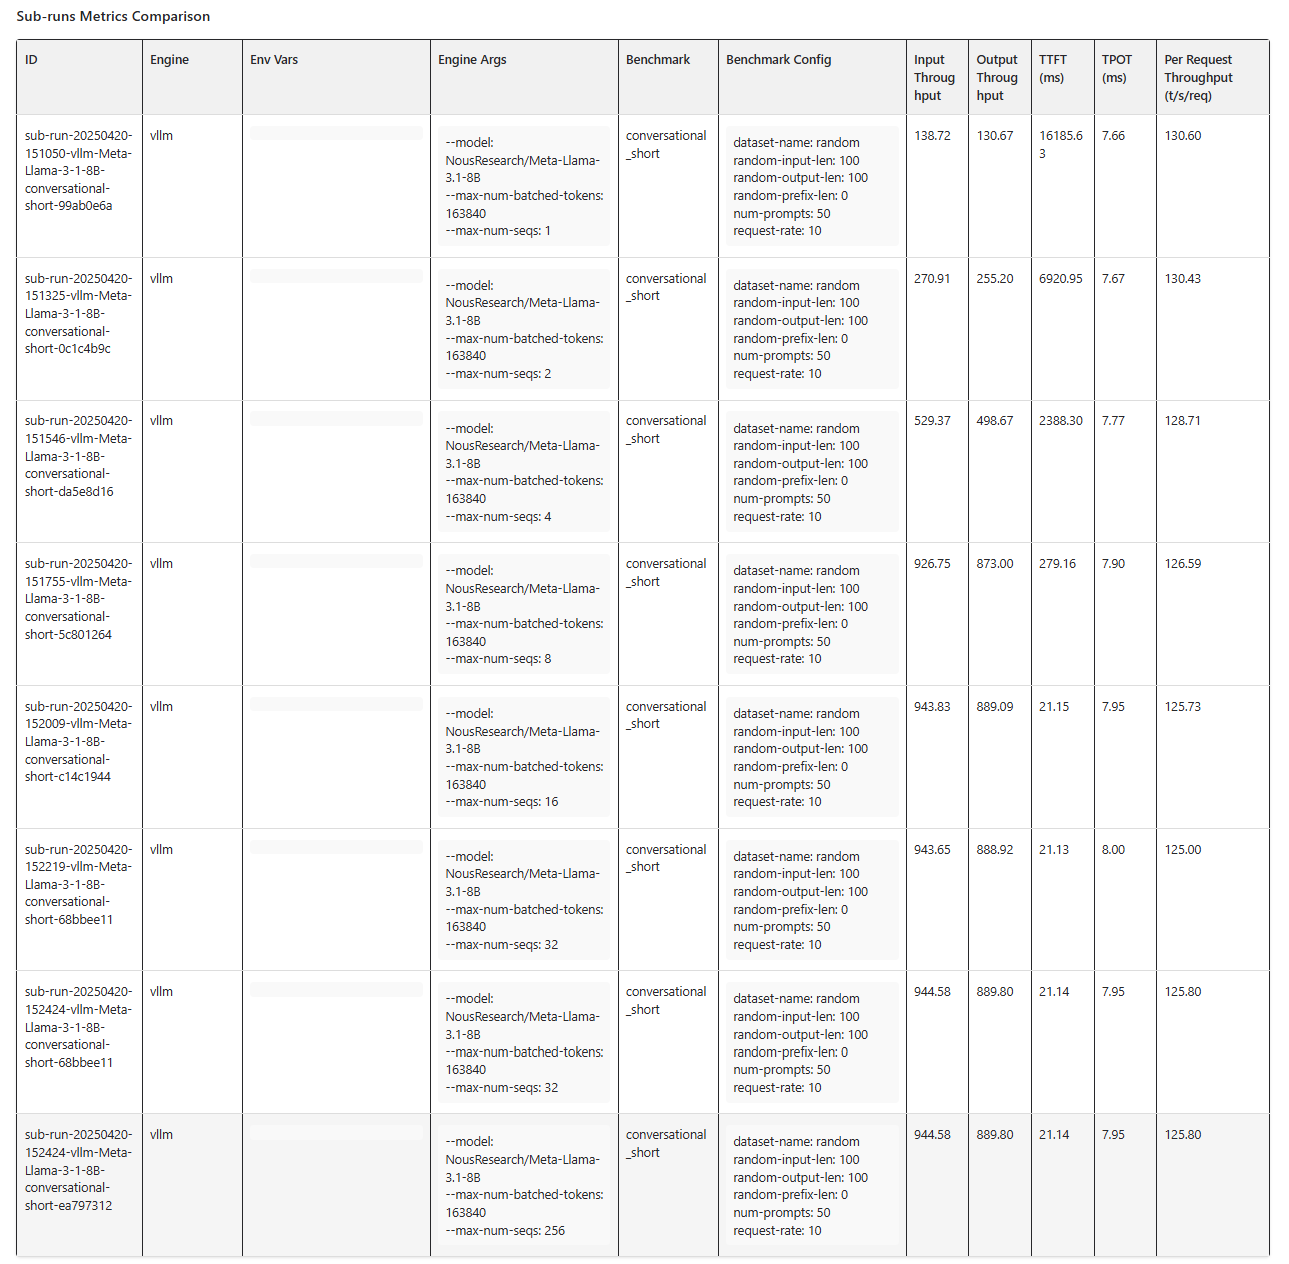 Sub-runs Metrics Comparison
ID
Engine
Env Vars
Engine Args
Benchmark
Benchmark Config
Input
Throug
hput
Output
Throug
hput
TTFT
(ms)
TPOT
(ms)
Per Request
Throughput
(t/s/req)
sub-run-20250420-
151050-vllm-Meta-
Llama-3-1-8B-
conversational-
short-99ab0e6a
vllm
--model:
NousResearch/Meta-Llama-
3.1-8B
--max-num-batched-tokens:
163840
--max-num-seqs: 1
conversational
_short
dataset-name: random
random-input-len: 100
random-output-len: 100
random-prefix-len: 0
num-prompts: 50
request-rate: 10
138.72
130.67
16185.6
3
7.66
130.60
sub-run-20250420-
151325-vllm-Meta-
Llama-3-1-8B-
conversational-
short-0c1c4b9c
vllm
--model:
NousResearch/Meta-Llama-
3.1-8B
--max-num-batched-tokens:
163840
--max-num-seqs: 2
conversational
_short
dataset-name: random
random-input-len: 100
random-output-len: 100
random-prefix-len: 0
num-prompts: 50
request-rate: 10
270.91
255.20
6920.95
7.67
130.43
sub-run-20250420-
151546-vllm-Meta-
Llama-3-1-8B-
conversational-
short-da5e8d16
vllm
--model:
NousResearch/Meta-Llama-
3.1-8B
--max-num-batched-tokens:
163840
--max-num-seqs: 4
conversational
_short
dataset-name: random
random-input-len: 100
random-output-len: 100
random-prefix-len: 0
num-prompts: 50
request-rate: 10
529.37
498.67
2388.30
7.77
128.71
sub-run-20250420-
151755-vllm-Meta-
Llama-3-1-8B-
conversational-
short-5c801264
vllm
--model:
NousResearch/Meta-Llama-
3.1-8B
--max-num-batched-tokens:
163840
--max-num-seqs: 8
conversational
_short
dataset-name: random
random-input-len: 100
random-output-len: 100
random-prefix-len: 0
num-prompts: 50
request-rate: 10
926.75
873.00
279.16
7.90
126.59
sub-run-20250420-
152009-vllm-Meta-
Llama-3-1-8B-
conversational-
short-c14c1944
vllm
--model:
NousResearch/Meta-Llama-
3.1-8B
--max-num-batched-tokens:
163840
--max-num-seqs: 16
conversational
_short
dataset-name: random
random-input-len: 100
random-output-len: 100
random-prefix-len: 0
num-prompts: 50
request-rate: 10
943.83
889.09
21.15
7.95
125.73
sub-run-20250420-
152219-vllm-Meta-
Llama-3-1-8B-
conversational-
short-68bbee11
vllm
--model:
NousResearch/Meta-Llama-
3.1-8B
--max-num-batched-tokens:
163840
--max-num-seqs: 32
conversational
_short
dataset-name: random
random-input-len: 100
random-output-len: 100
random-prefix-len: 0
num-prompts: 50
request-rate: 10
943.65
888.92
21.13
8.00
125.00
sub-run-20250420-
152424-vllm-Meta-
Llama-3-1-8B-
conversational-
short-68bbee11
vllm
--model:
NousResearch/Meta-Llama-
3.1-8B
--max-num-batched-tokens:
163840
--max-num-seqs: 32
conversational
_short
dataset-name: random
random-input-len: 100
random-output-len: 100
random-prefix-len: 0
num-prompts: 50
request-rate: 10
944.58
889.80
21.14
7.95
125.80
sub-run-20250420-
152424-vllm-Meta-
Llama-3-1-8B-
conversational-
short-ea797312
vllm
--model:
NousResearch/Meta-Llama-
3.1-8B
--max-num-batched-tokens:
163840
--max-num-seqs: 256
conversational
_short
dataset-name: random
random-input-len: 100
random-output-len: 100
random-prefix-len: 0
num-prompts: 50
request-rate: 10
944.58
889.80
21.14
7.95
125.80